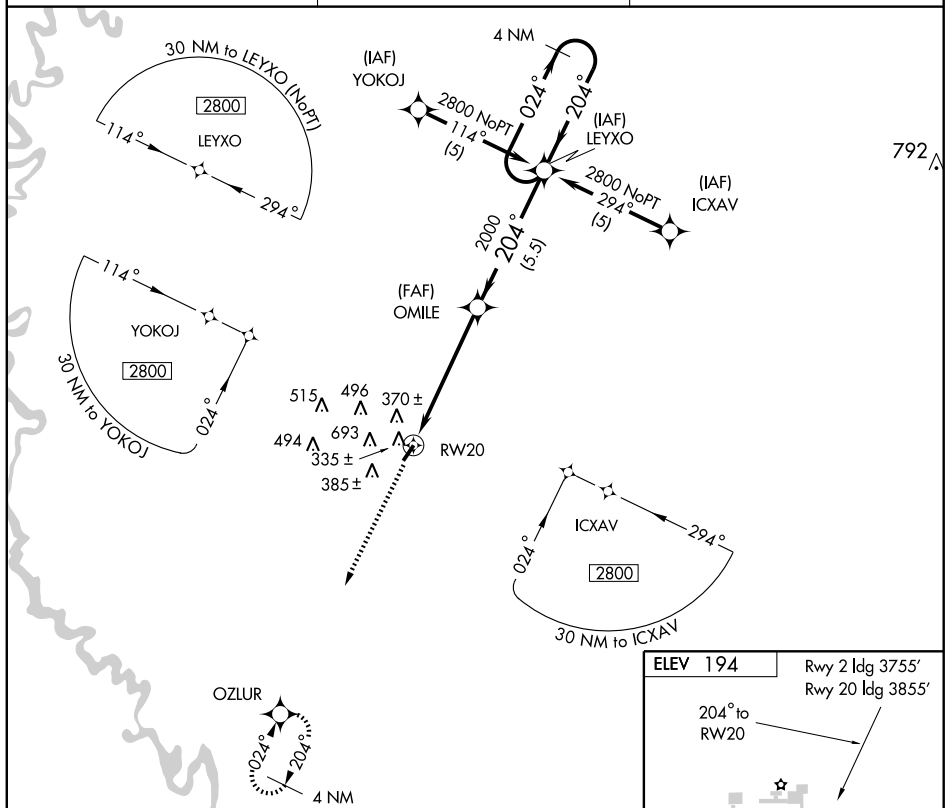 30 NM to LEYXO (NoPT)
2800
LEYXO
114°
294°
4 NM
024°
204°
(IAF)
YOKOJ
2800 NoPT
114°
(5)
(IAF)
LEYXO
2800 NoPT
294°
(5)
(IAF)
ICXAV
792
2000
204°
(5.5)
(FAF)
OMILE
114°
YOKOJ
2800
024°
30 NM to YOKOJ
515
496
370 ±
494
693
335 ±
385 ±
RW20
ICXAV
024°
294°
2800
30 NM to ICXAV
OZLUR
024°
204°
4 NM
ELEV 194
Rwy 2 ldg 3755'
Rwy 20 ldg 3855'
204° to
RW20